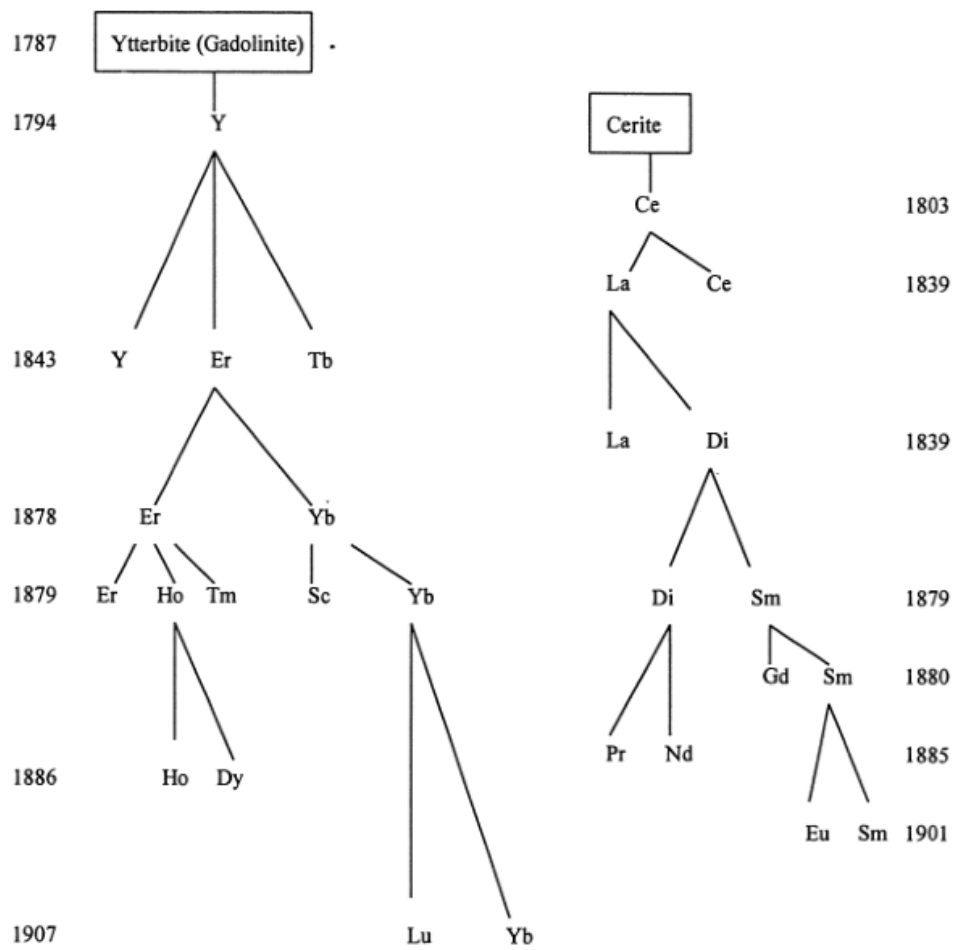 1787 Ytterbite (Gadolinite)
1794 Y
Cerite
Ce 1803
La Ce 1839
1843 Y Er Tb
La Di 1839
1878 Er Yb
1879 Er Ho Tm Sc Yb
Di Sm 1879
Gd Sm 1880
Pr Nd 1885
1886 Ho Dy
Eu Sm 1901
1907 Lu Yb